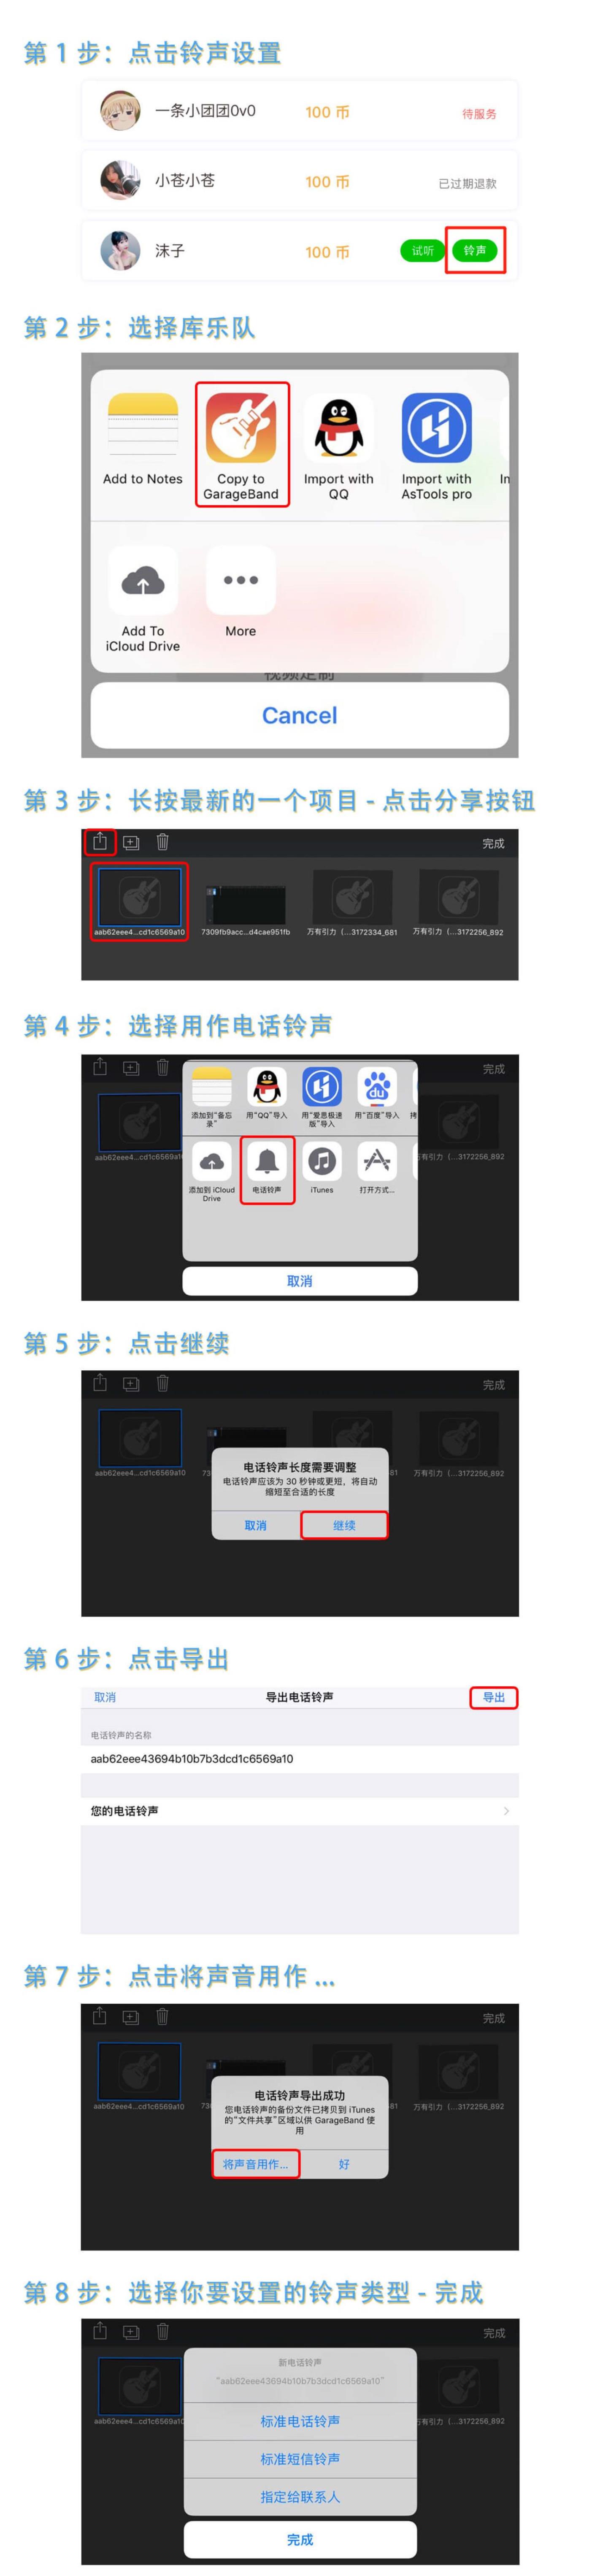 第 1 步：点击铃声设置
一条小团团OvO
100 币
待服务
小苍小苍
100 币
已过期退款
沫子
100 币
试听
铃声
第 2 步：选择库乐队
Add to Notes
Copy to
GarageBand
Import with
QQ
Import with
AsTools pro
Add To
iCloud Drive
More
视频定制
Cancel
第 3 步：长按最新的一个项目 - 点击分享按钮
完成
aab62eee4...cd1c6569a10
7309fb9acc...d4cae951fb
万有引力（...3172334_681
万有引力（...3172256_892
第 4 步：选择用作电话铃声
完成
添加到“备忘
录”
用“QQ”导入
用“爱思极速
版”导入
用“百度”导入
拷
aab62eee4...cd1c6569a1
有引力（...3172256_892
添加到 iCloud
Drive
电话铃声
iTunes
打开方式...
取消
第 5 步：点击继续
完成
aab62eee4...cd1c6569a10
73
81
万有引力（...3172256_892
电话铃声长度需要调整
电话铃声应该为 30 秒钟或更短，将自动
缩短至合适的长度
取消
继续
第 6 步：点击导出
取消
导出电话铃声
导出
电话铃声的名称
aab62eee43694b10b7b3dcd1c6569a10
您的电话铃声
第 7 步：点击将声音用作 ...
完成
aab62eee4...cd1c6569a10
73
81
万有引力（...3172256_892
电话铃声导出成功
您电话铃声的备份文件已拷贝到 iTunes
的“文件共享”区域以供 GarageBand 使
用
将声音用作...
好
第 8 步：选择你要设置的铃声类型 - 完成
完成
新电话铃声
“aab62eee43694b10b7b3dcd1c6569a10”
aab62eee4...cd1c6569a10
有引力（...3172256_892
标准电话铃声
标准短信铃声
指定给联系人
完成